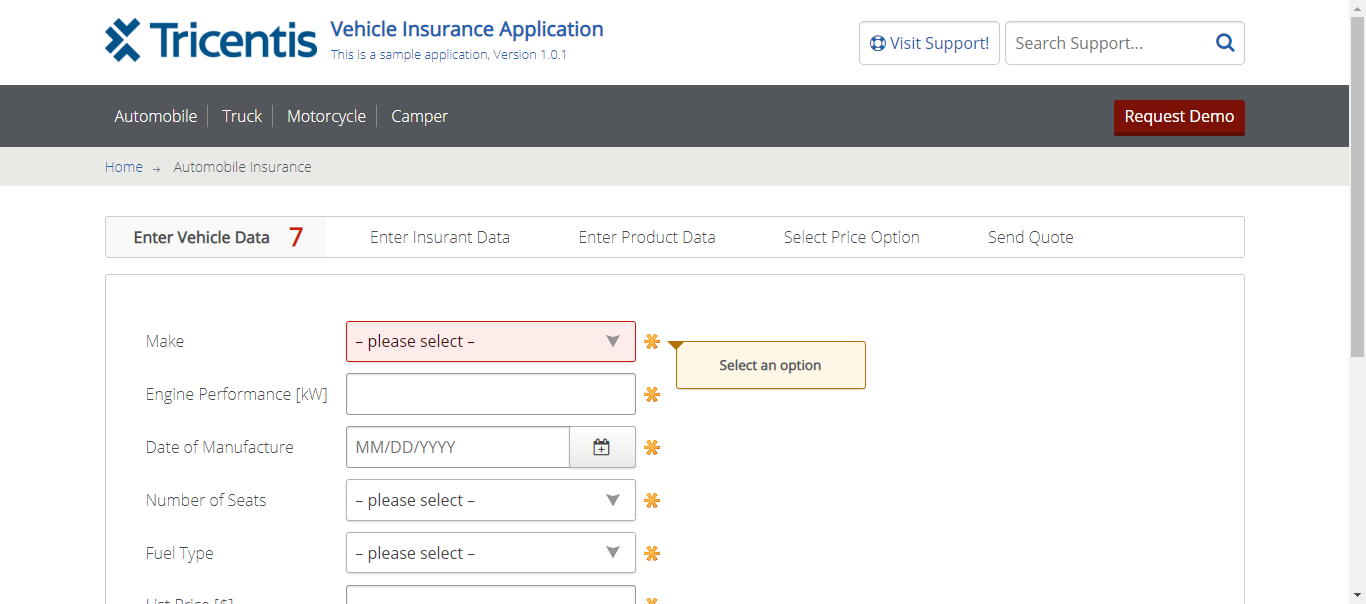 Tricentis
Vehicle Insurance Application
This is a sample application, Version 1.0.1
Visit Support!
Search Support...
Automobile
Truck
Motorcycle
Camper
Request Demo
Home → Automobile Insurance
Enter Vehicle Data 7
Enter Insurant Data
Enter Product Data
Select Price Option
Send Quote
Make
– please select –
Select an option
Engine Performance [kW]
Date of Manufacture
MM/DD/YYYY
Number of Seats
– please select –
Fuel Type
– please select –
List Price [$]